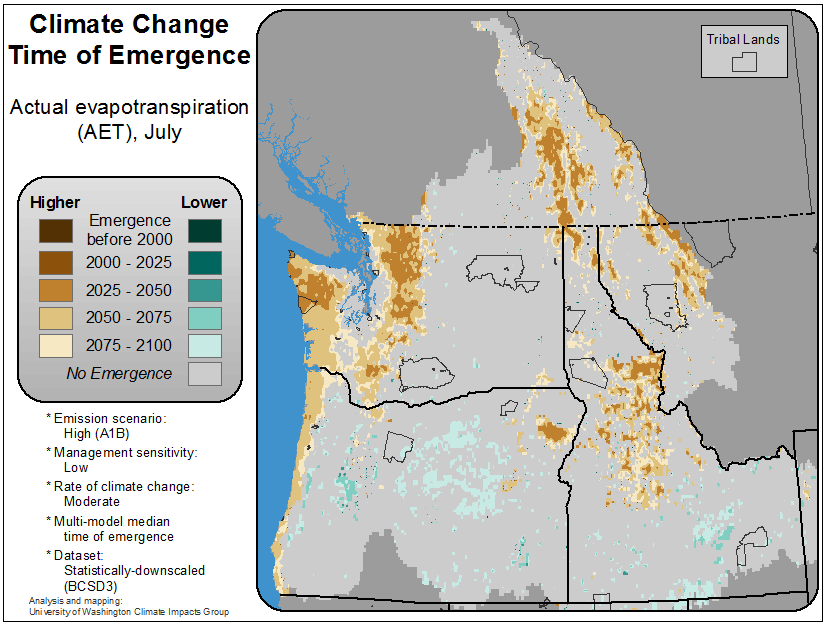 Climate Change
Time of Emergence
Actual evapotranspiration
(AET), July
Higher
Lower
Emergence
before 2000
2000 - 2025
2025 - 2050
2050 - 2075
2075 - 2100
No Emergence
* Emission scenario:
High (A1B)
* Management sensitivity:
Low
* Rate of climate change:
Moderate
* Multi-model median
time of emergence
* Dataset:
Statistically-downscaled
(BCSD3)
Analysis and mapping:
University of Washington Climate Impacts Group
Tribal Lands